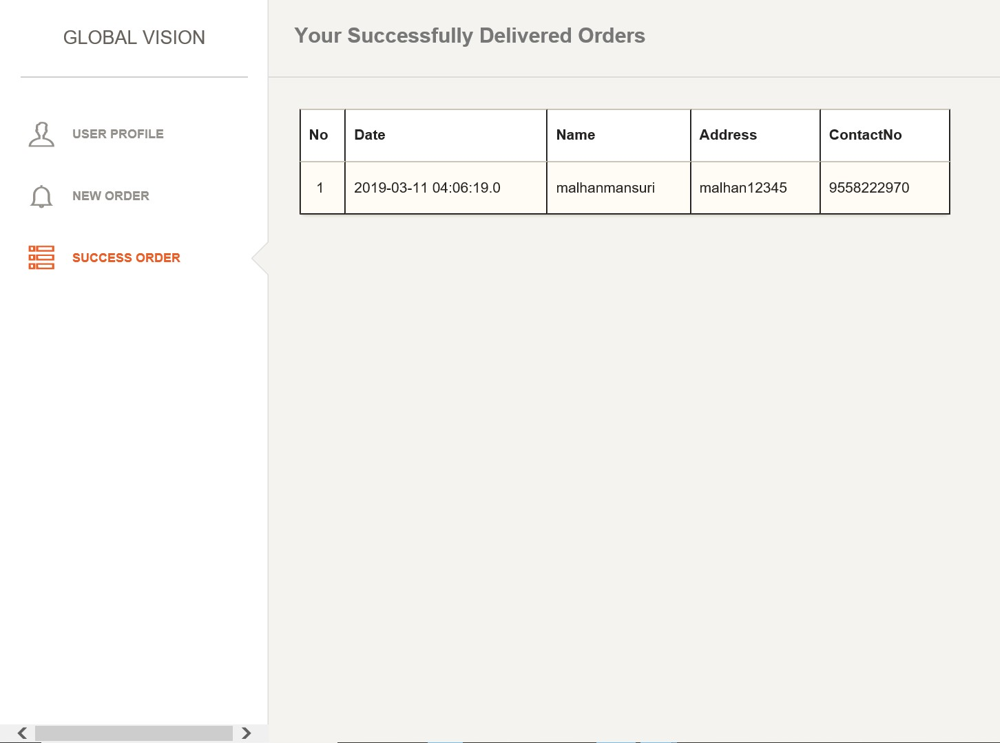 GLOBAL VISION
Your Successfully Delivered Orders
USER PROFILE
NEW ORDER
SUCCESS ORDER
No Date Name Address ContactNo
1 2019-03-11 04:06:19.0 malhanmansuri malhan12345 9558222970